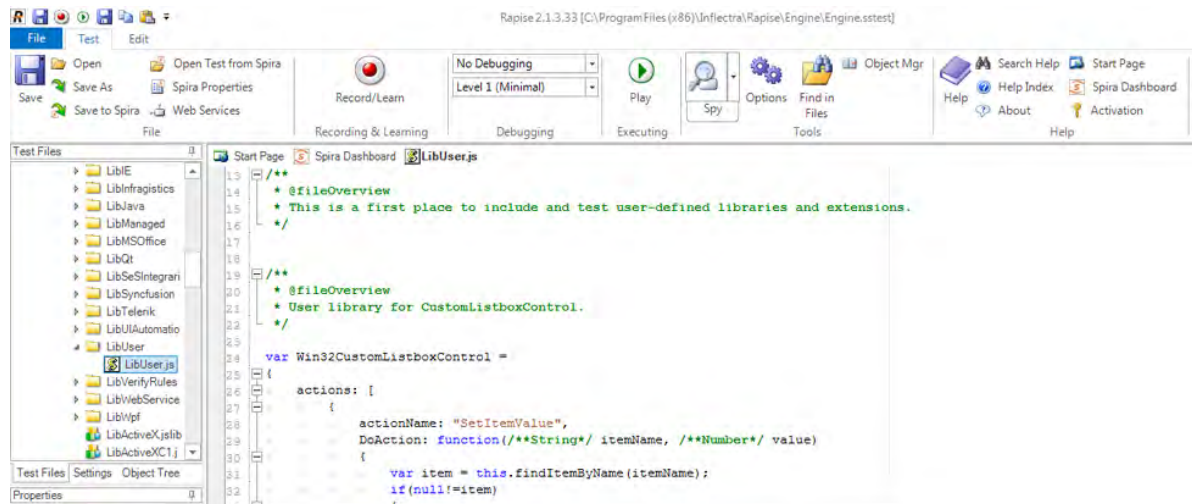 Rapise 2.1.3.33 [C:\Program Files (x86)\Inflectra\Rapise\Engine\Engine.sstest]
File Test Edit
Save
Open
Open Test from Spira
Save As
Spira Properties
Save to Spira
Web Services
File
Record/Learn
Recording & Learning
No Debugging
Level 1 (Minimal)
Debugging
Play
Executing
Spy
Options
Find in
Files
Object Mgr
Tools
Help
Search Help
Start Page
Help Index
Spira Dashboard
About
Activation
Help
Test Files
LibIE
LibInfragistics
LibJava
LibManaged
LibMSOffice
LibQt
LibSeSIntegrari
LibSyncfusion
LibTelerik
LibUIAutomatio
LibUser
LibUser.js
LibVerifyRules
LibWebService
LibWpf
LibActiveX.jslib
LibActiveXC1.j
Test Files Settings Object Tree
Properties
Start Page Spira Dashboard LibUser.js
13 /**
14 * @fileOverview
15 * This is a first place to include and test user-defined libraries and extensions.
16 */
17
18
19 /**
20 * @fileOverview
21 * User library for CustomListboxControl.
22 */
23
24 var Win32CustomListboxControl =
25 {
26 actions: [
27 {
28 actionName: "SetItemValue",
29 DoAction: function(/**String*/ itemName, /**Number*/ value)
30 {
31 var item = this.findItemByName(itemName);
32 if(null!=item)